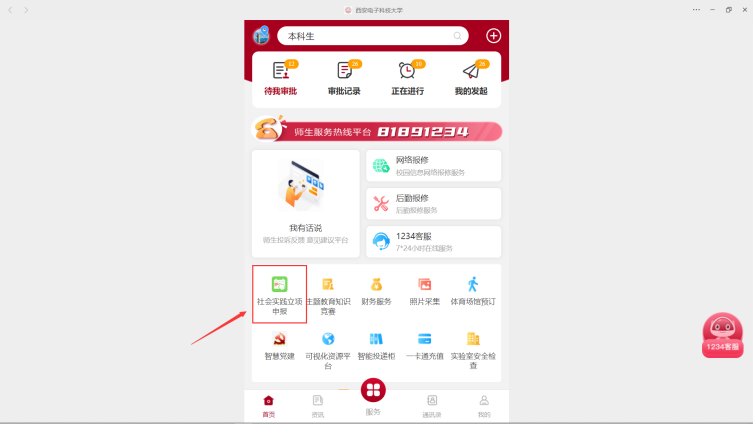 西安电子科技大学
本科生
12
26
10
26
待我审批
审批记录
正在进行
我的发起
师生服务热线平台 81891234
我有话说
师生投诉反馈 意见建议平台
网络报修
校园信息网络报修服务
后勤报修
后勤报修服务
1234客服
7*24小时在线服务
社会实践立项
申报
主题教育知识
竞赛
财务服务
照片采集
体育场馆预订
智慧党建
可视化资源平
台
智能投递柜
一卡通充值
实验室安全检
查
1234客服
首页
资讯
服务
通讯录
我的